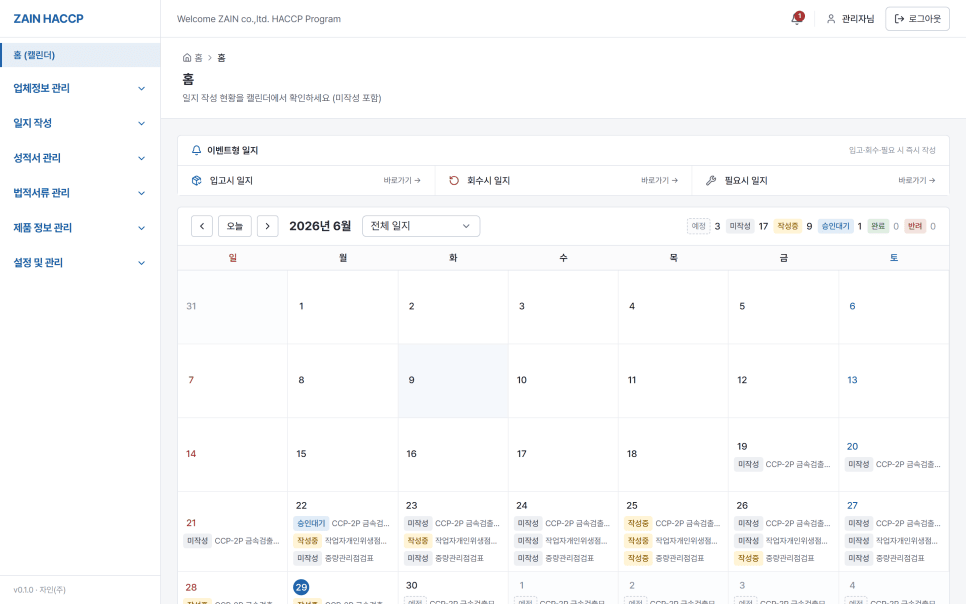 ZAIN HACCP
Welcome ZAIN co.,ltd. HACCP Program
1
관리자님
로그아웃
홈 (캘린더)
업체정보 관리
일지 작성
성적서 관리
법적서류 관리
제품 정보 관리
설정 및 관리
v0.1.0 · 자인(주)
홈 > 홈
홈
일지 작성 현황을 캘린더에서 확인하세요 (미작성 포함)
이벤트형 일지
입고·회수·필요 시 즉시 작성
입고시 일지 바로가기 →
회수시 일지 바로가기 →
필요시 일지 바로가기 →
오늘 2026년 6월 전체 일지
예정 3 미작성 17 작성중 9 승인대기 1 완료 0 반려 0
일 월 화 수 목 금 토
31 1 2 3 4 5 6
7 8 9 10 11 12 13
14 15 16 17 18
19
미작성 CCP-2P 금속검출...
20
미작성 CCP-2P 금속검출...
21
미작성 CCP-2P 금속검출...
22
승인대기 CCP-2P 금속검...
작성중 작업자개인위생점...
미작성 중량관리점검표
23
미작성 CCP-2P 금속검출...
작성중 작업자개인위생점...
미작성 중량관리점검표
24
미작성 CCP-2P 금속검출...
미작성 작업자개인위생점...
미작성 중량관리점검표
25
작성중 CCP-2P 금속검출...
작성중 작업자개인위생점...
작성중 중량관리점검표
26
미작성 CCP-2P 금속검출...
미작성 작업자개인위생점...
작성중 중량관리점검표
27
미작성 CCP-2P 금속검출...
미작성 작업자개인위생점...
미작성 중량관리점검표
28
29
30
1
2
3
4